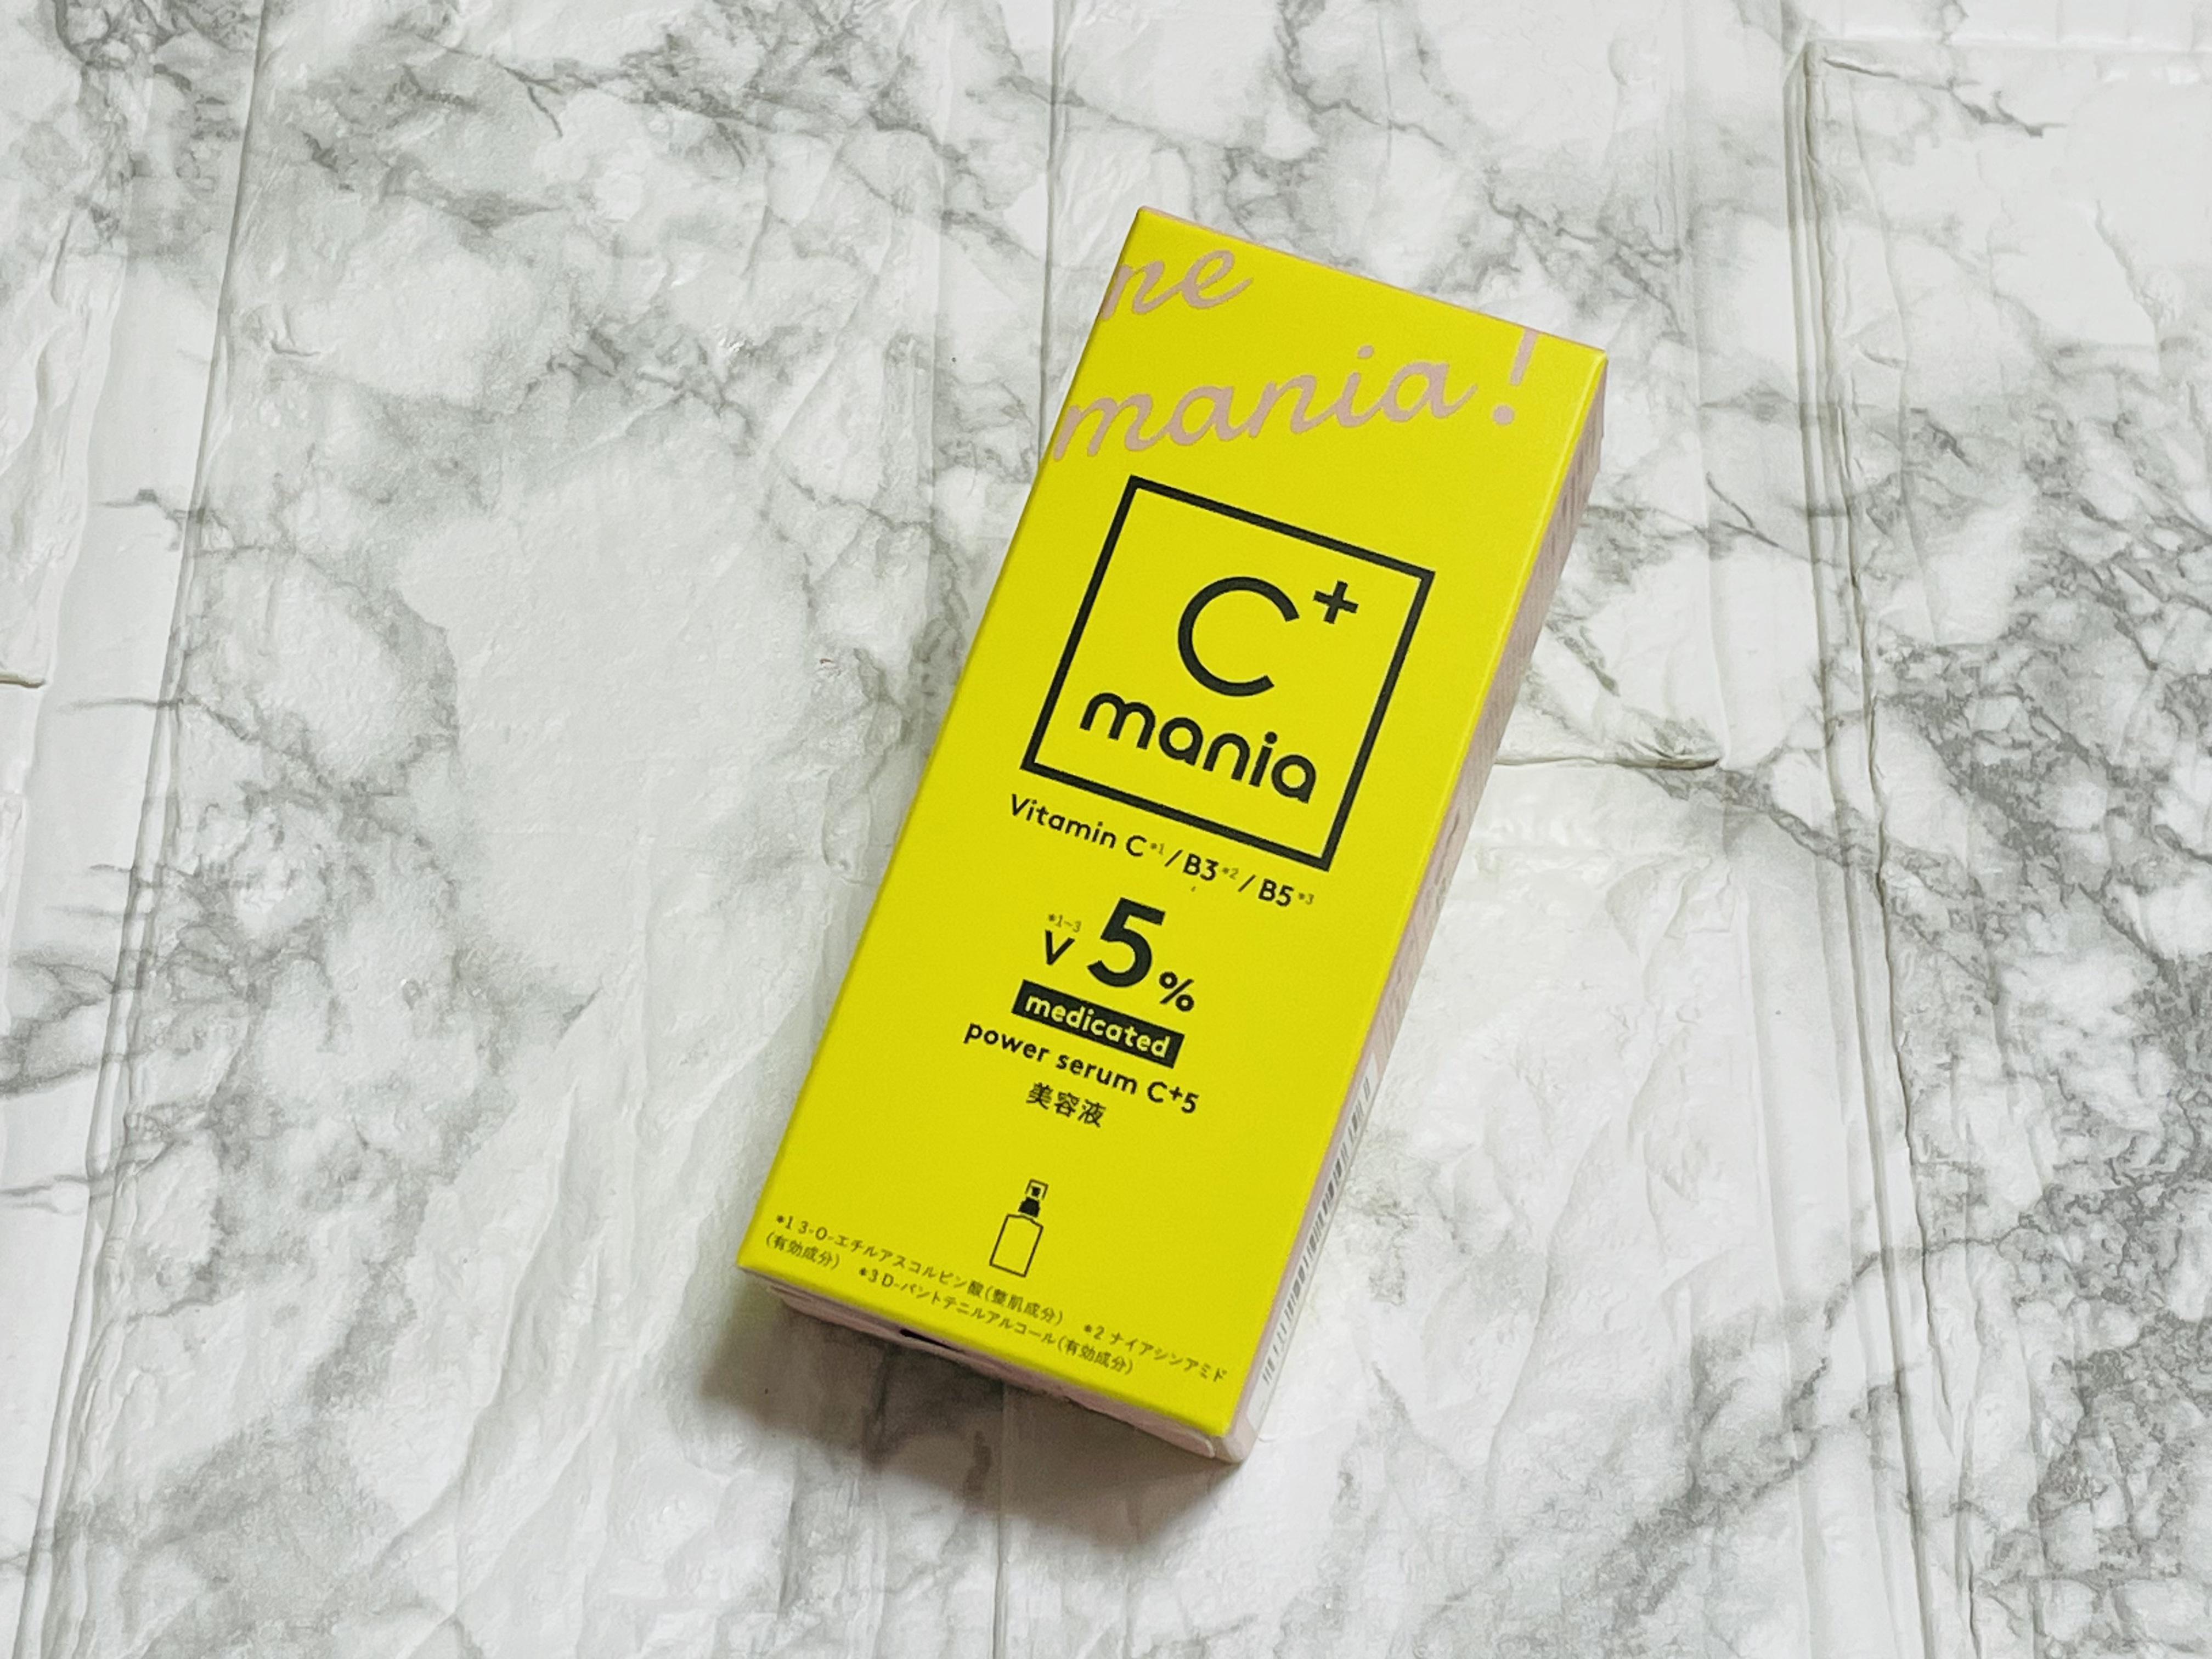 ne
mania!
C+
mania
Vitamin C※1/B3※2/B5※3
※1-3
V5%
medicated
power serum C+5
美容液
※1 3-O-エチルアスコルビン酸(整肌成分) ※2 ナイアシンアミド
(有効成分) ※3 D-パントテニルアルコール(有効成分)